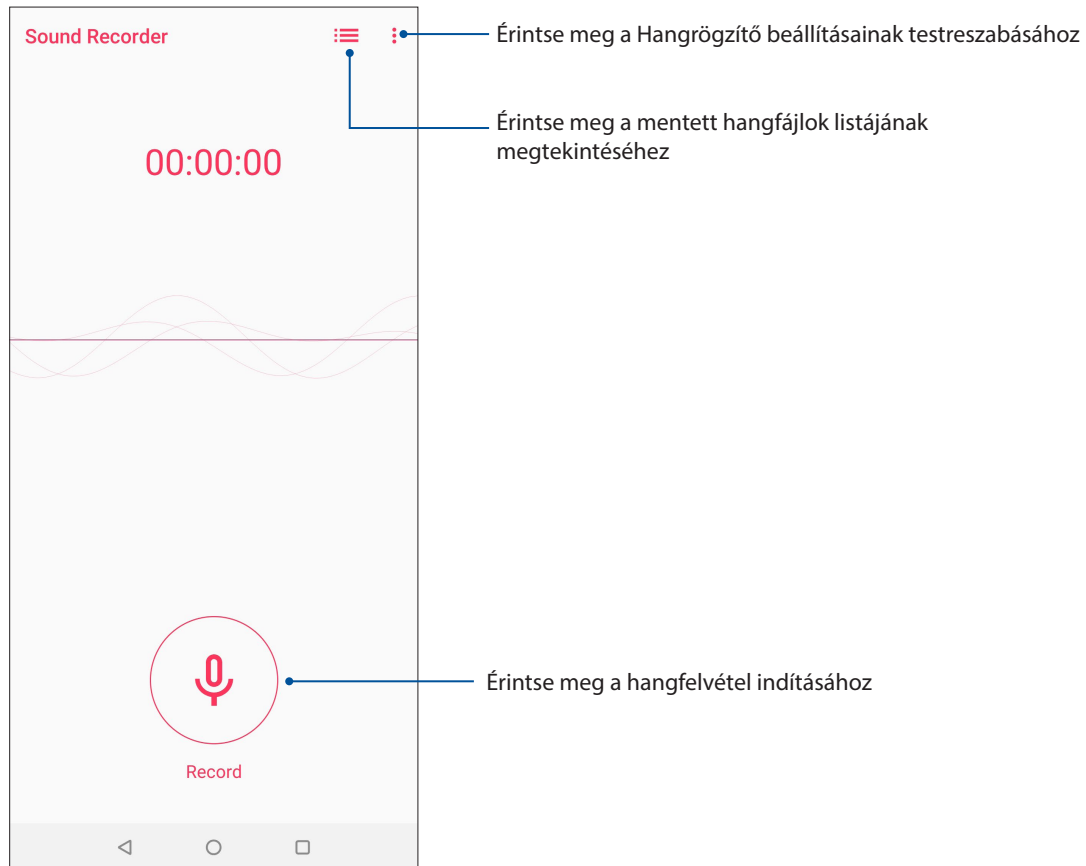 Sound Recorder
Érintse meg a Hangrögzítő beállításainak testreszabásához
Érintse meg a mentett hangfájlok listájának
megtekintéséhez
00:00:00
Érintse meg a hangfelvétel indításához
Record